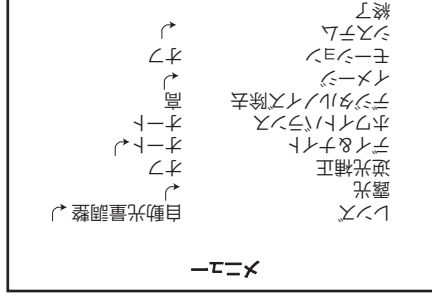 メニュー
レンズ 自動光量調整 ↵
露光 ↵
逆光補正 オフ
デイ&ナイト オート ↵
ホワイトバランス オート
デジタルノイズ除去 高
イメージ ↵
モーション オフ
システム ↵
終了